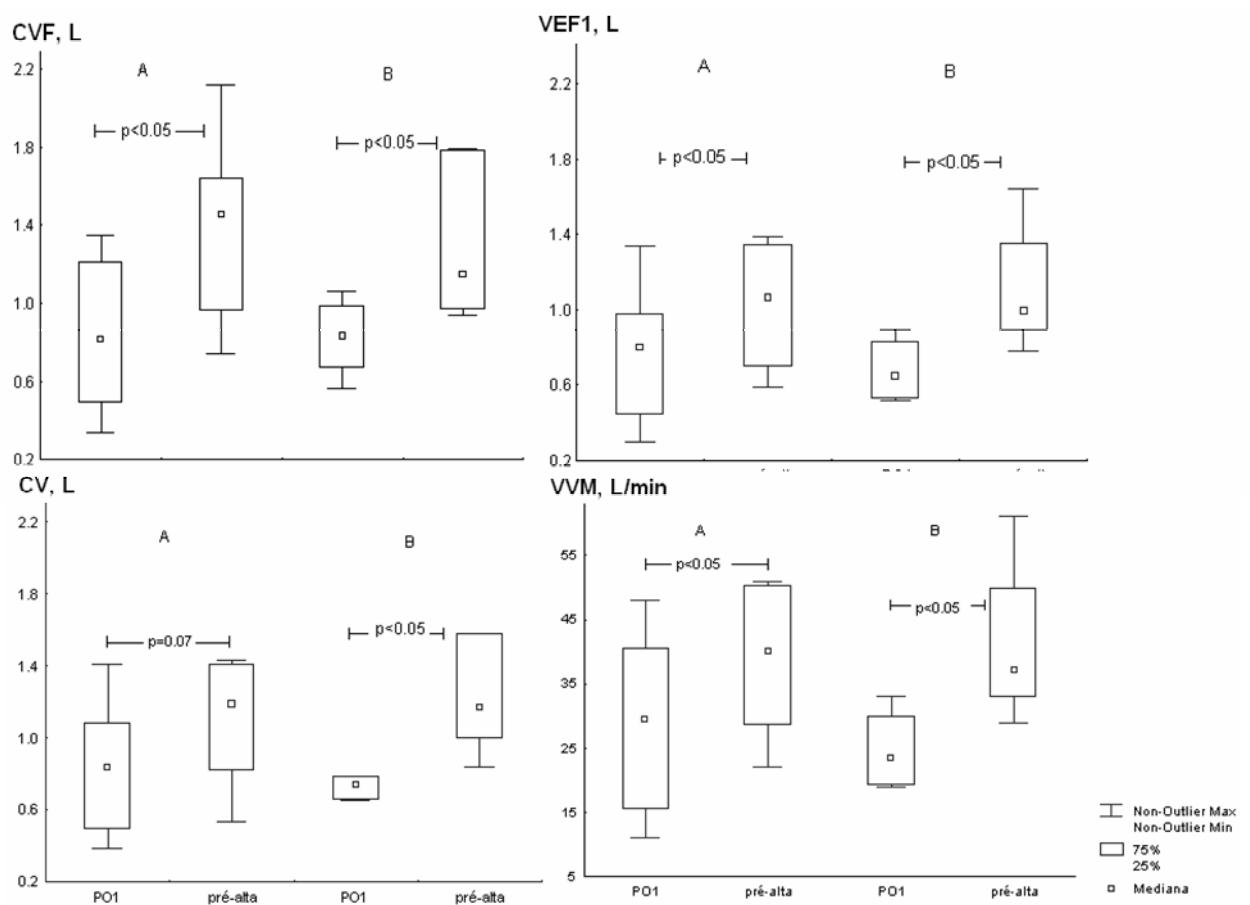 CVF, L
2.2
1.8
1.4
1.0
0.6
0.2
A
B
p<0.05
p<0.05
VEF1, L
2.2
1.8
1.4
1.0
0.6
0.2
A
B
p<0.05
p<0.05
CV, L
2.2
1.8
1.4
1.0
0.6
0.2
A
B
p=0.07
p<0.05
PO1 pré-alta PO1 pré-alta
VVM, L/min
55
45
35
25
15
5
A
B
p<0.05
p<0.05
PO1 pré-alta PO1 pré-alta
Non-Outlier Max
Non-Outlier Min
75%
25%
Mediana